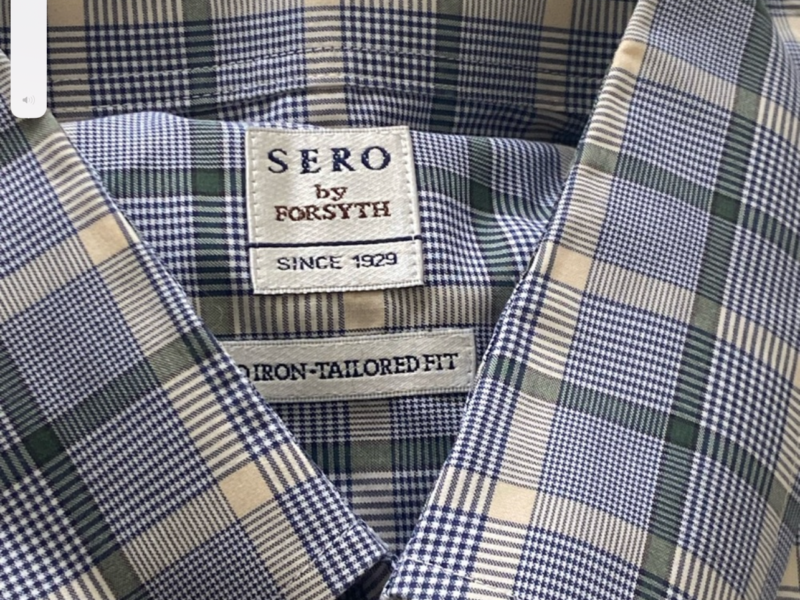 SERO
by
FORSYTH
SINCE 1929
IRON-TAILORED FIT